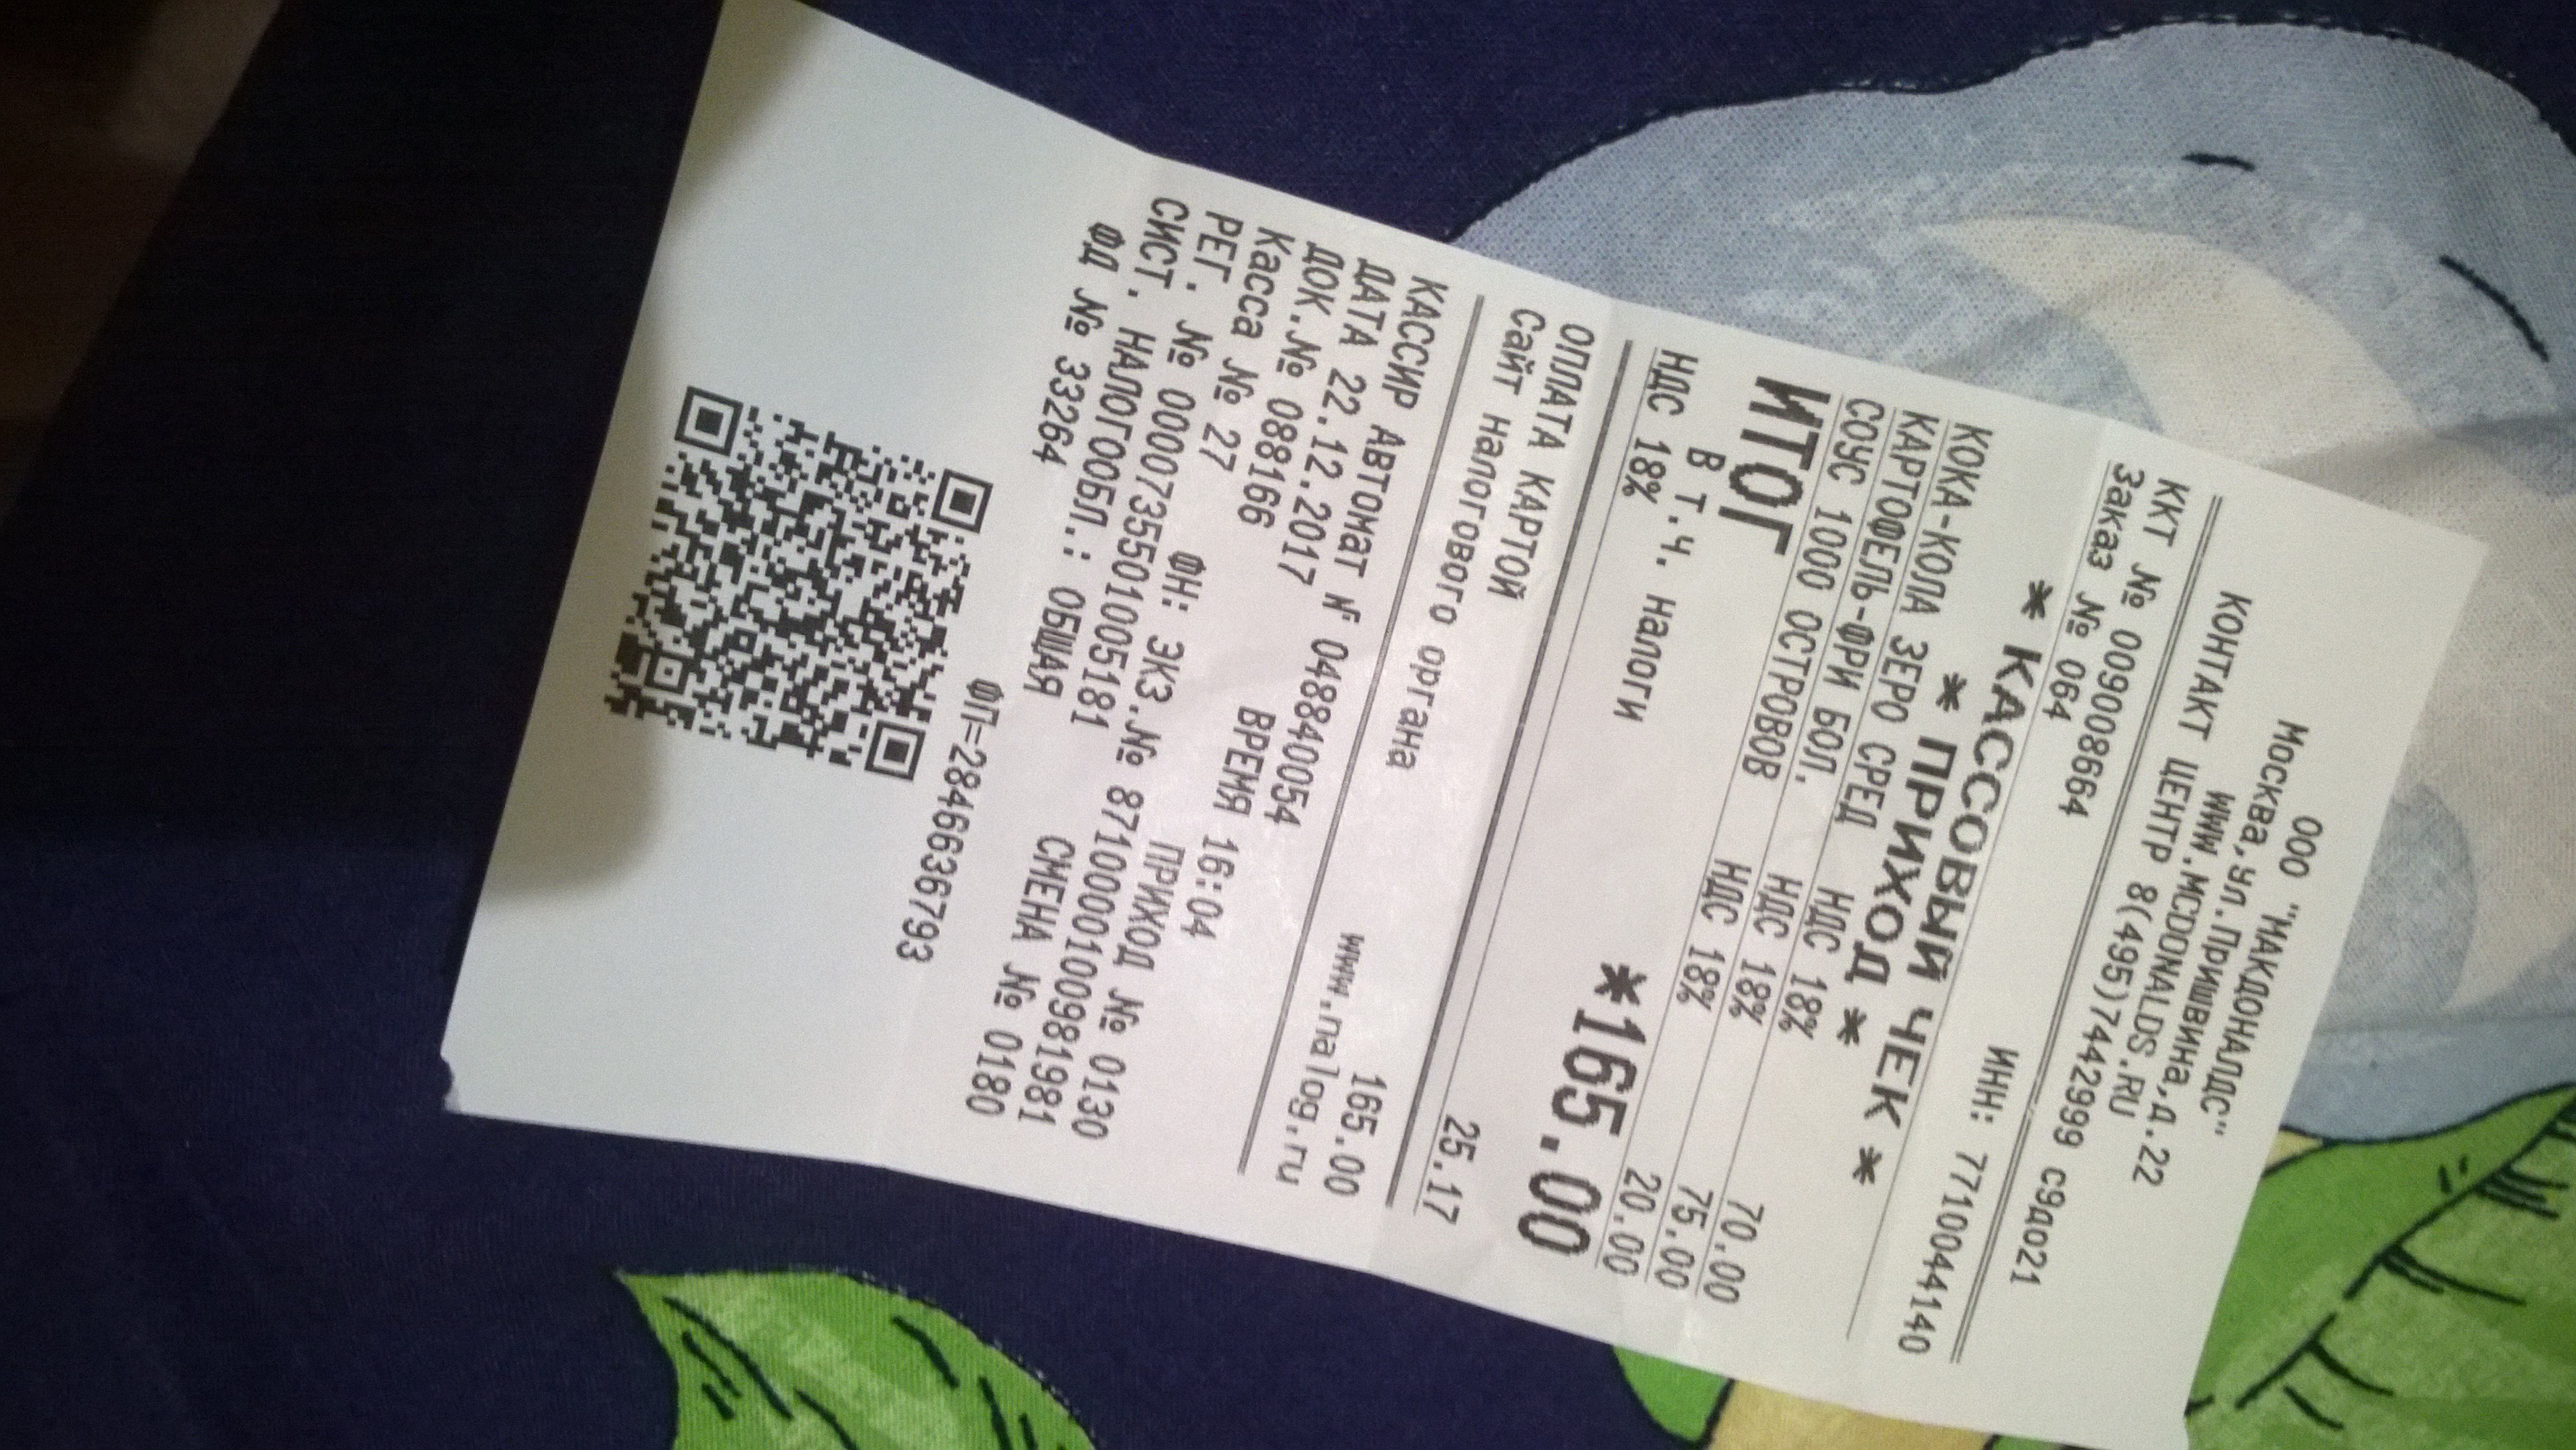 ООО "МАКДОНАЛДС"
Москва,ул.Пришвина,д.22
WWW.MCDONALDS.RU
КОНТАКТ ЦЕНТР 8(495)7442999 с9до21
ККТ № 009008664
Заказ № 064 ИНН: 7710044140
* КАССОВЫЙ ЧЕК *
* ПРИХОД *
КОКА-КОЛА ЗЕРО СРЕД НДС 18% 70.00
КАРТОФЕЛЬ-ФРИ БОЛ. НДС 18% 75.00
СОУС 1000 ОСТРОВОВ НДС 18% 20.00
ИТОГ *165.00
В Т.Ч. НАЛОГИ
НДС 18% 25.17
ОПЛАТА КАРТОЙ 165.00
Сайт налогового органа www.nalog.ru
КАССИР Автомат № 0488400054
ДАТА 22.12.2017 ВРЕМЯ 16:04
ДОК.№ 088166
Касса № 27 ПРИХОД № 0130
РЕГ. № ФН: ЭКЗ.№ 8710000100981981
СИСТ. НАЛОГООБЛ.: ОБЩАЯ СМЕНА № 0180
ФД № 33264
ФП=2846636793